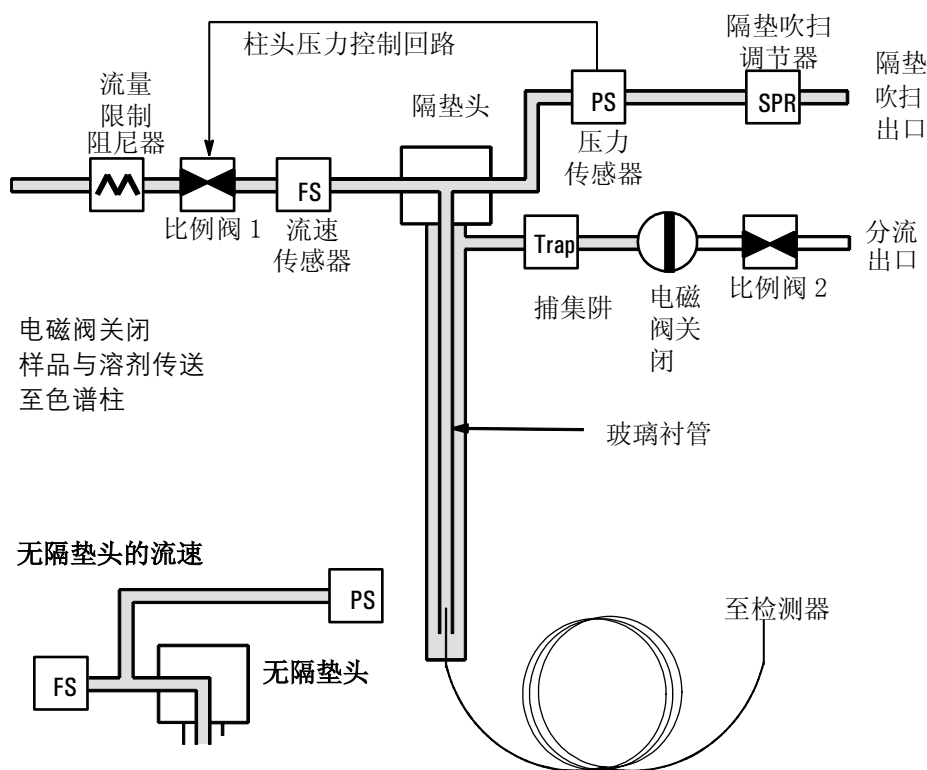 柱头压力控制回路
隔垫吹扫
调节器
隔垫
吹扫
出口
流量
限制
阻尼器
隔垫头
PS
SPR
压力
传感器
FS
比例阀 1
流速
传感器
Trap
分流
出口
捕集阱
电磁
阀关
闭
比例阀 2
电磁阀关闭
样品与溶剂传送
至色谱柱
玻璃衬管
无隔垫头的流速
PS
至检测器
FS
无隔垫头